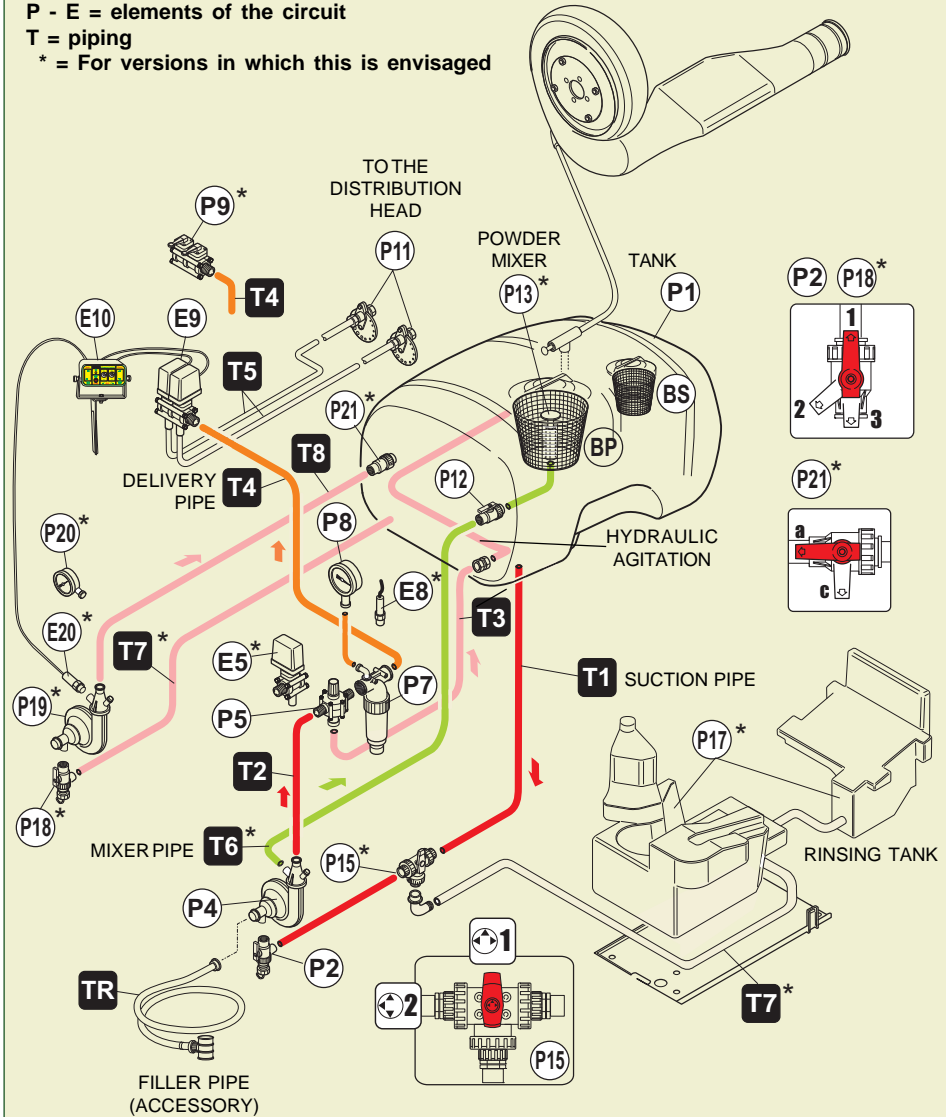 P - E = elements of the circuit
T = piping
* = For versions in which this is envisaged
TO THE
DISTRIBUTION
HEAD
P9*
P11
POWDER
MIXER
P13*
TANK
P1
P2 P18*
1
2
3
T4
E10
E9
T5
P21*
BS
BP
T8
DELIVERY
PIPE
T4
P12
P21*
a
c
P8
HYDRAULIC
AGITATION
P20*
E8*
T3
E20*
T7*
E5*
P7
T1 SUCTION PIPE
P19*
P5
P17*
T2
P18*
MIXER PIPE T6*
P15*
RINSING TANK
P4
P2
1
TR
2
T7*
P15
FILLER PIPE
(ACCESSORY)